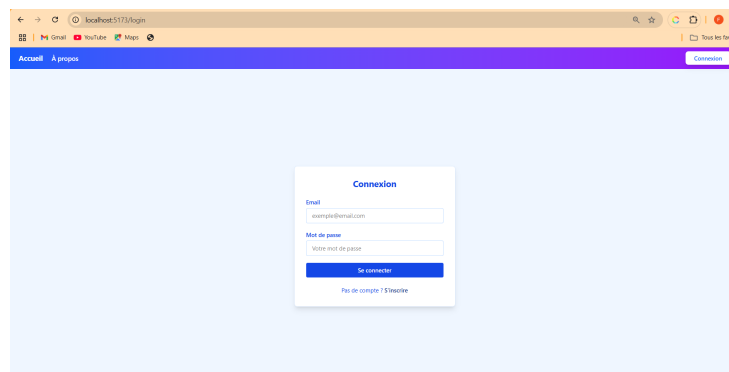 localhost:5173/login
Gmail YouTube Maps Tous les fav
Accueil À propos Connexion
Connexion
Email
exemple@email.com
Mot de passe
Votre mot de passe
Se connecter
Pas de compte ? S'inscrire